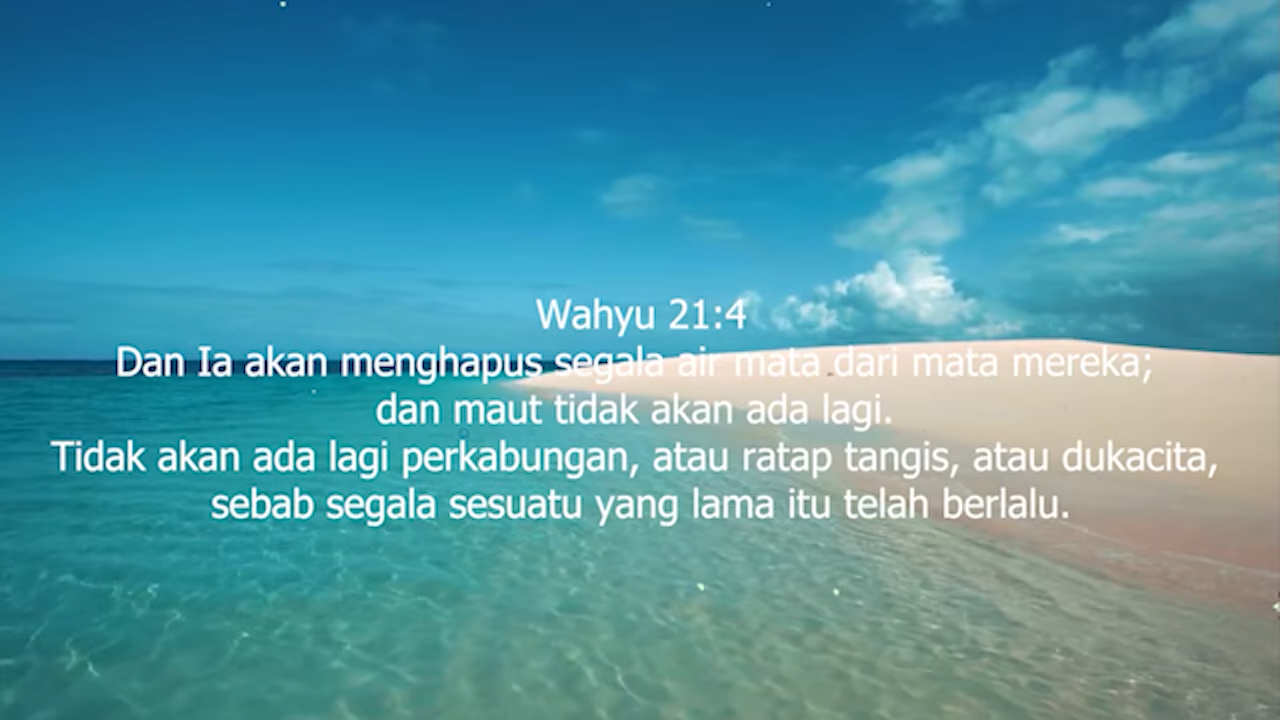 Wahyu 21:4
Dan Ia akan menghapus segala air mata dari mata mereka;
dan maut tidak akan ada lagi.
Tidak akan ada lagi perkabungan, atau ratap tangis, atau dukacita,
sebab segala sesuatu yang lama itu telah berlalu.